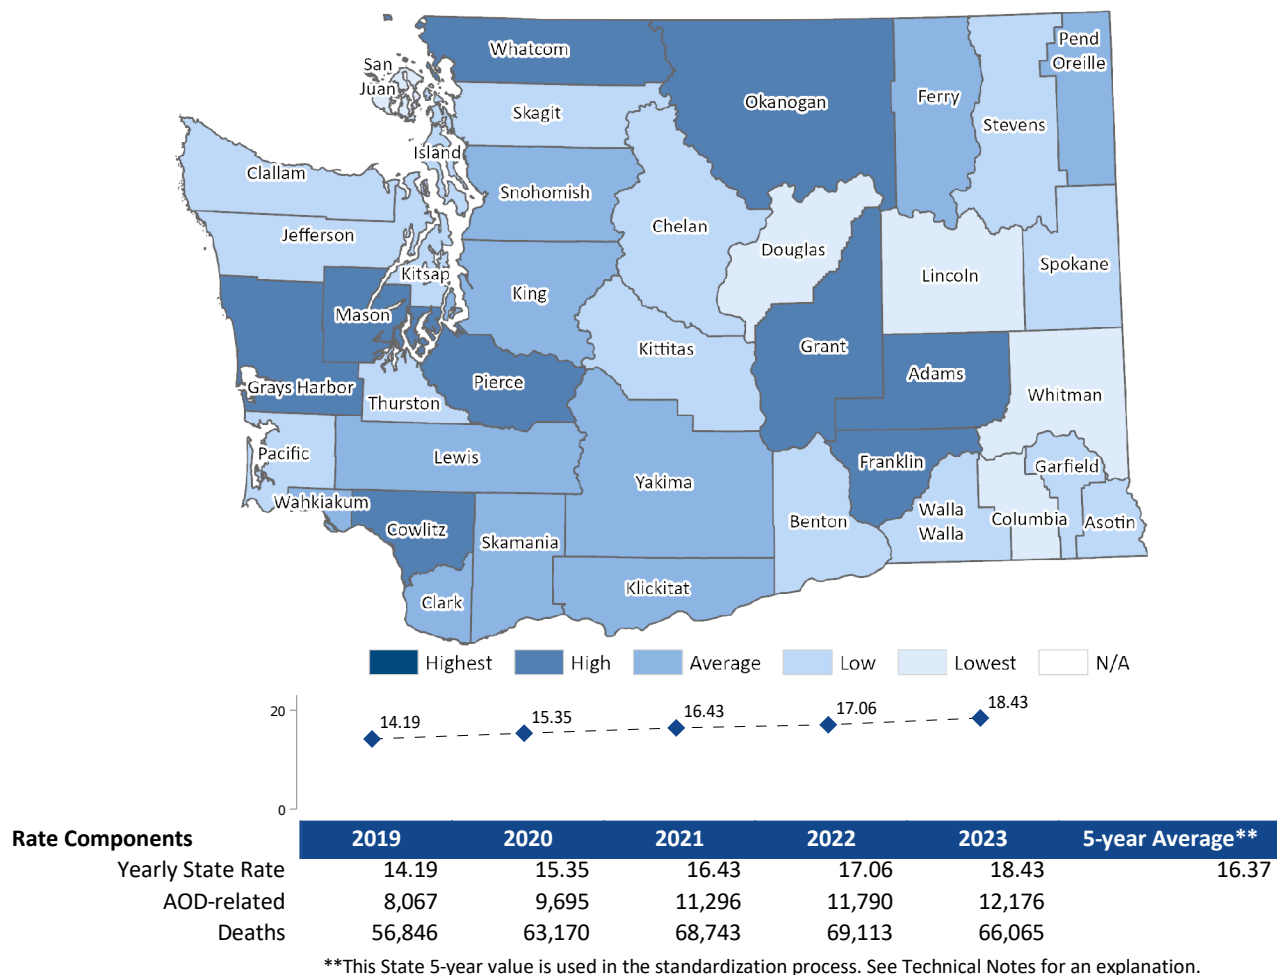 Whatcom
San
Juan
Okanogan
Ferry
Pend
Oreille
Skagit
Stevens
Island
Clallam
Snohomish
Chelan
Jefferson
Douglas
Kitsap
King
Lincoln
Spokane
Mason
Kittitas
Grant
Adams
Grays Harbor
Pierce
Whitman
Thurston
Pacific
Lewis
Yakima
Franklin
Garfield
Wahkiakum
Cowlitz
Skamania
Benton
Walla
Walla
Columbia
Asotin
Clark
Klickitat
Highest High Average Low Lowest N/A
20
14.19 15.35 16.43 17.06 18.43
0
Rate Components 2019 2020 2021 2022 2023 5-year Average**
Yearly State Rate 14.19 15.35 16.43 17.06 18.43 16.37
AOD-related 8,067 9,695 11,296 11,790 12,176
Deaths 56,846 63,170 68,743 69,113 66,065
**This State 5-year value is used in the standardization process. See Technical Notes for an explanation.